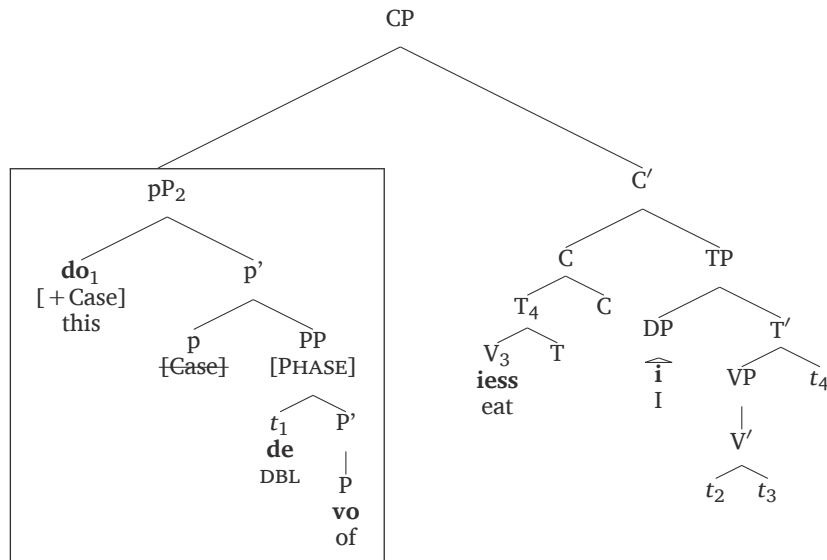 CP
pP₂ C′
do₁ p’ C TP
[+Case]
this
p PP T₄ C DP T′
[Case] [PHASE]
V₃ T i VP t₄
iess I
eat
t₁ P’ V′
de
DBL P t₂ t₃
vo
of